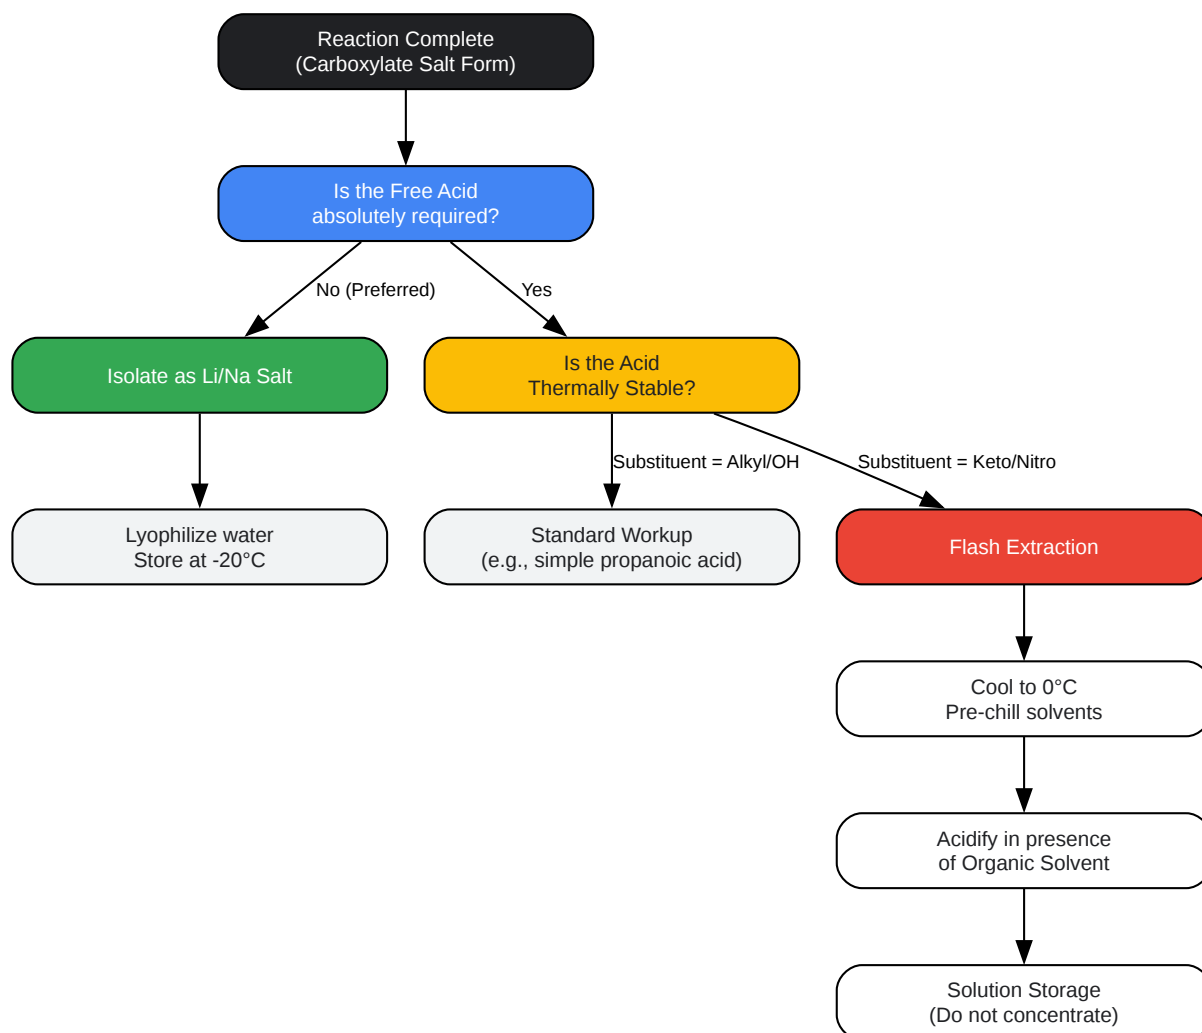 Reaction Complete
(Carboxylate Salt Form)
Is the Free Acid
absolutely required?
No (Preferred)
Yes
Isolate as Li/Na Salt
Is the Acid
Thermally Stable?
Substituent = Alkyl/OH
Substituent = Keto/Nitro
Lyophilize water
Store at -20°C
Standard Workup
(e.g., simple propanoic acid)
Flash Extraction
Cool to 0°C
Pre-chill solvents
Acidify in presence
of Organic Solvent
Solution Storage
(Do not concentrate)